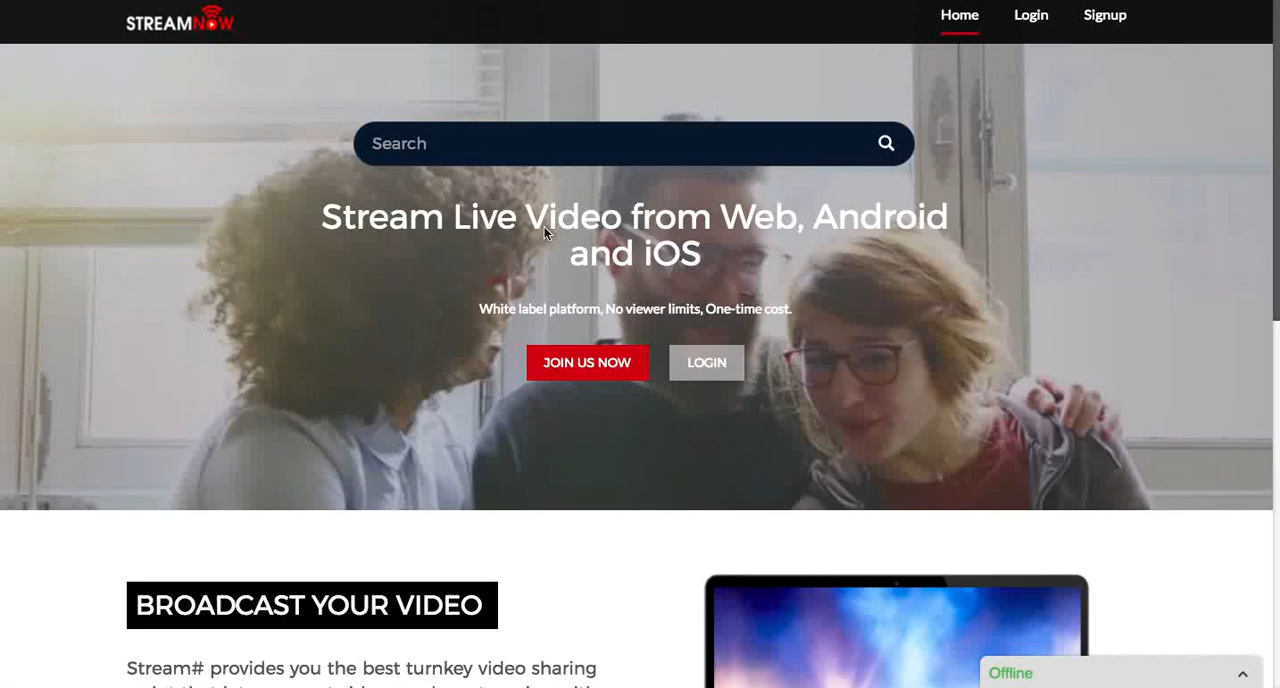 STREAMNOW
Home Login Signup
Search
Stream Live Video from Web, Android
and iOS
White label platform, No viewer limits, One-time cost.
JOIN US NOW LOGIN
BROADCAST YOUR VIDEO
Stream# provides you the best turnkey video sharing
Offline